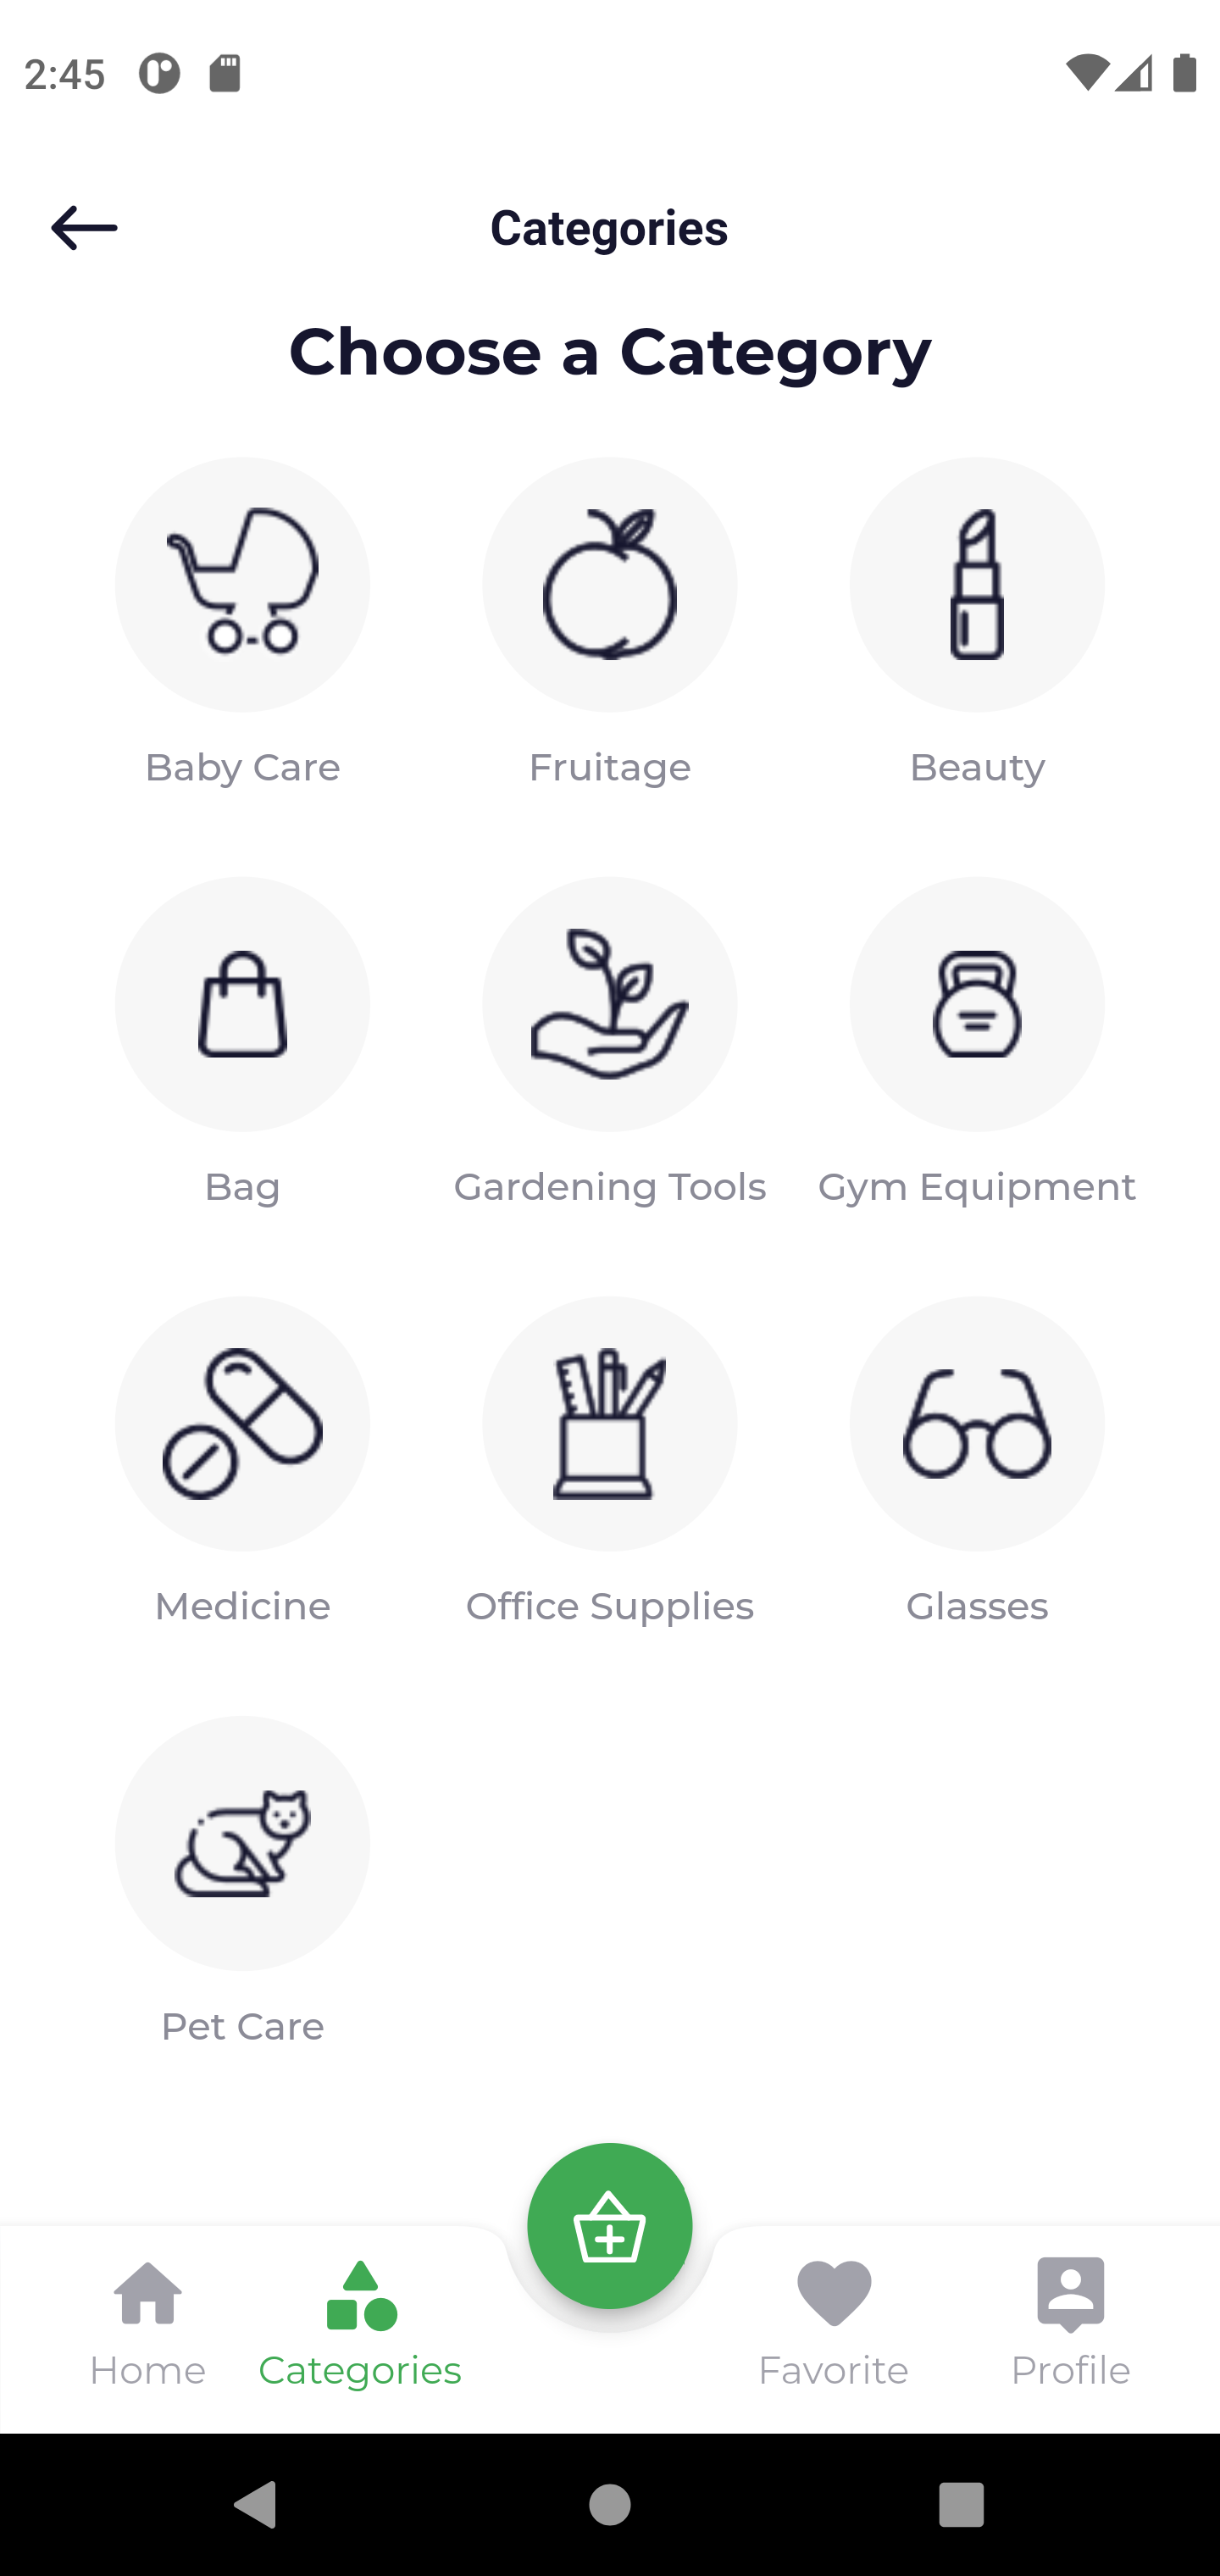 2:45
Categories
Choose a Category
Baby Care
Fruitage
Beauty
Bag
Gardening Tools
Gym Equipment
Medicine
Office Supplies
Glasses
Pet Care
Home
Categories
Favorite
Profile